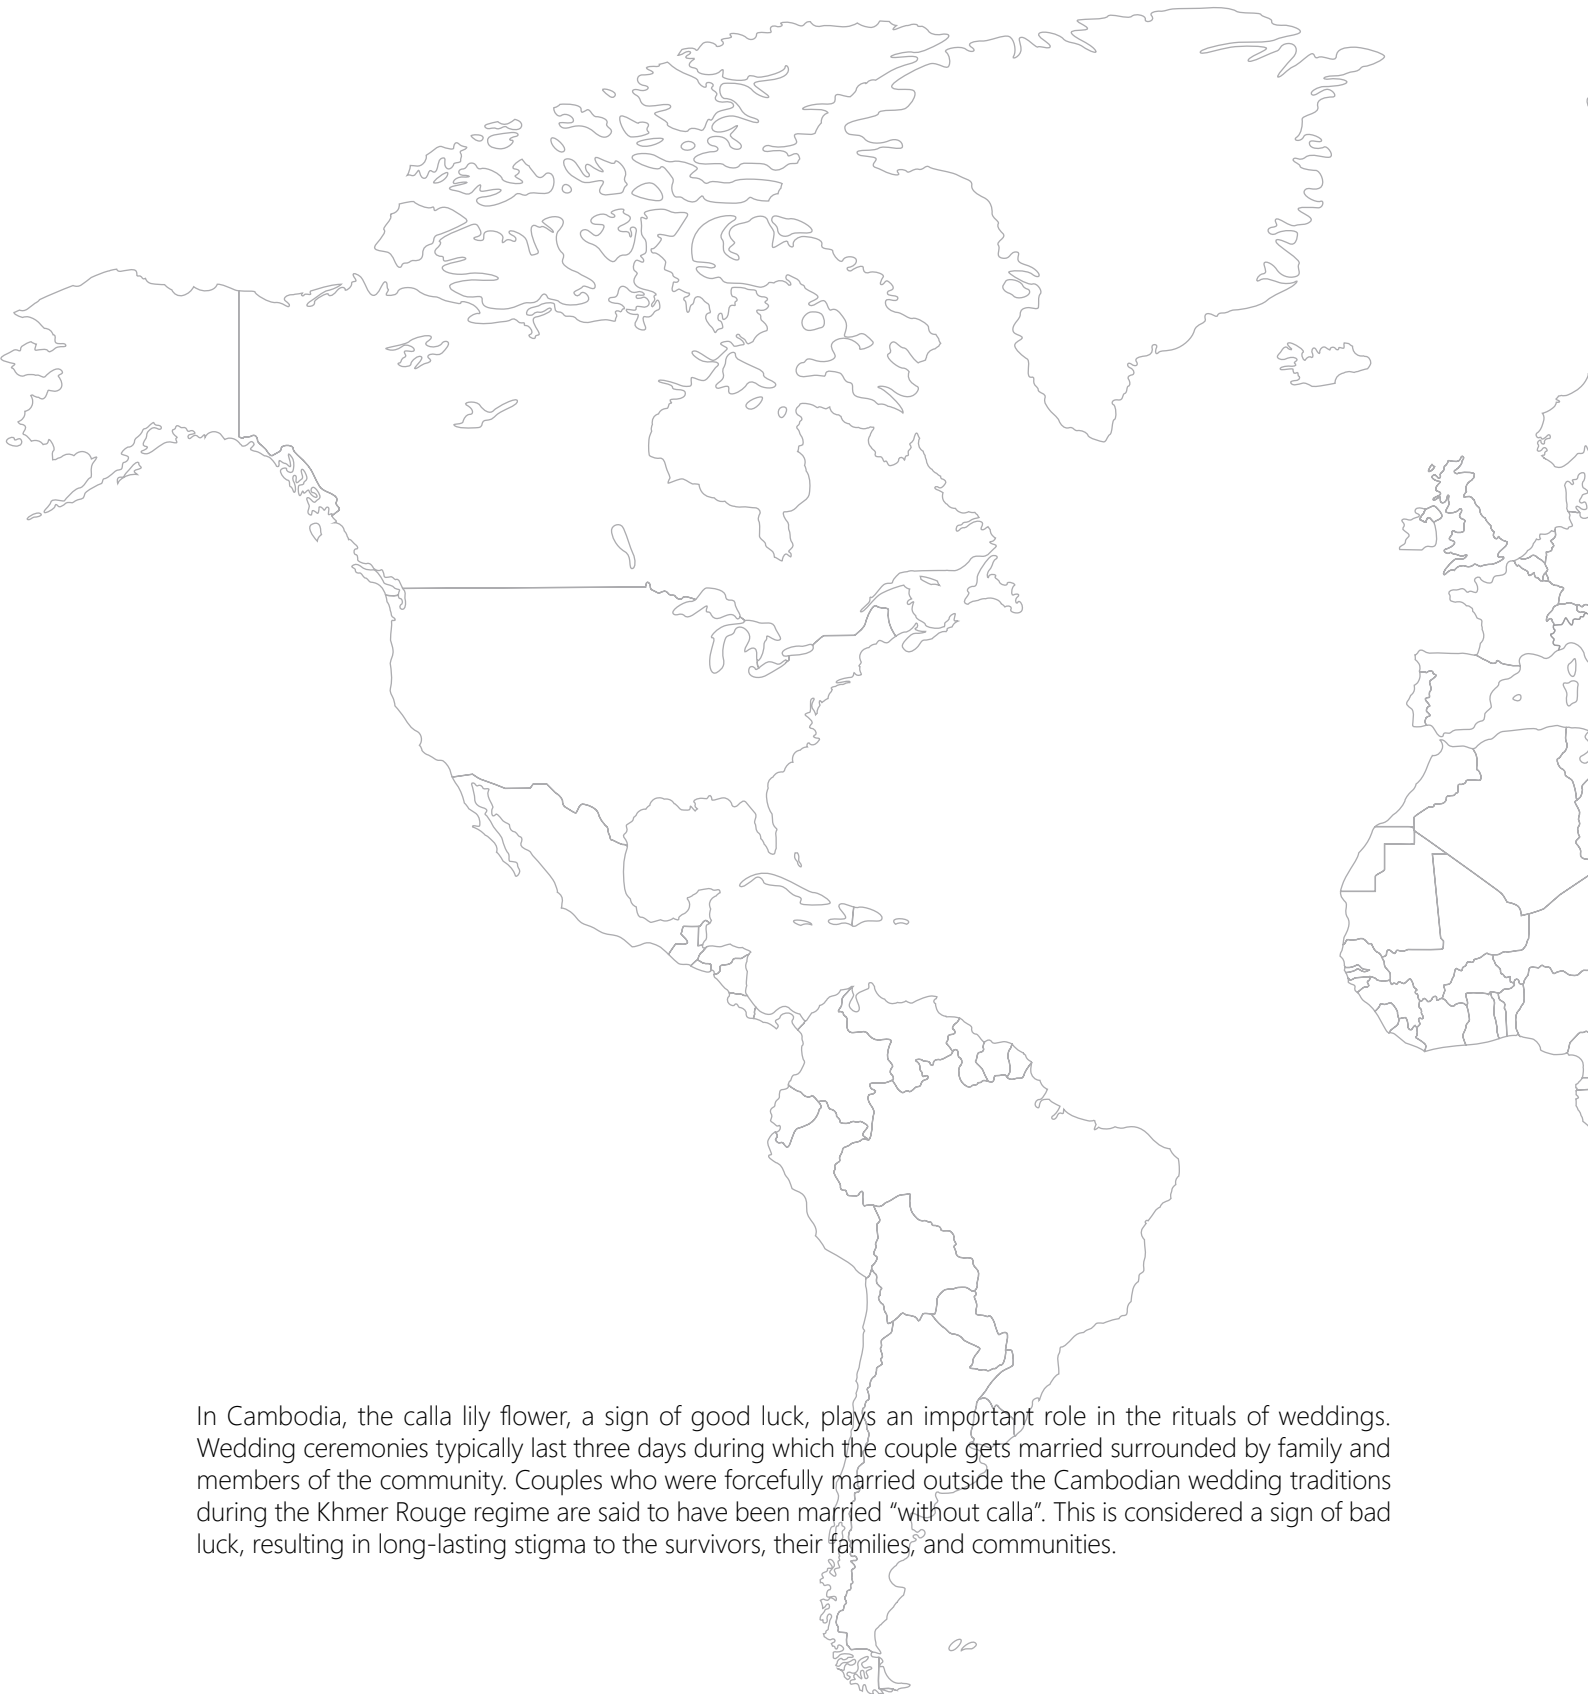 In Cambodia, the calla lily flower, a sign of good luck, plays an important role in the rituals of weddings.
Wedding ceremonies typically last three days during which the couple gets married surrounded by family and
members of the community. Couples who were forcefully married outside the Cambodian wedding traditions
during the Khmer Rouge regime are said to have been married “without calla”. This is considered a sign of bad
luck, resulting in long-lasting stigma to the survivors, their families, and communities.